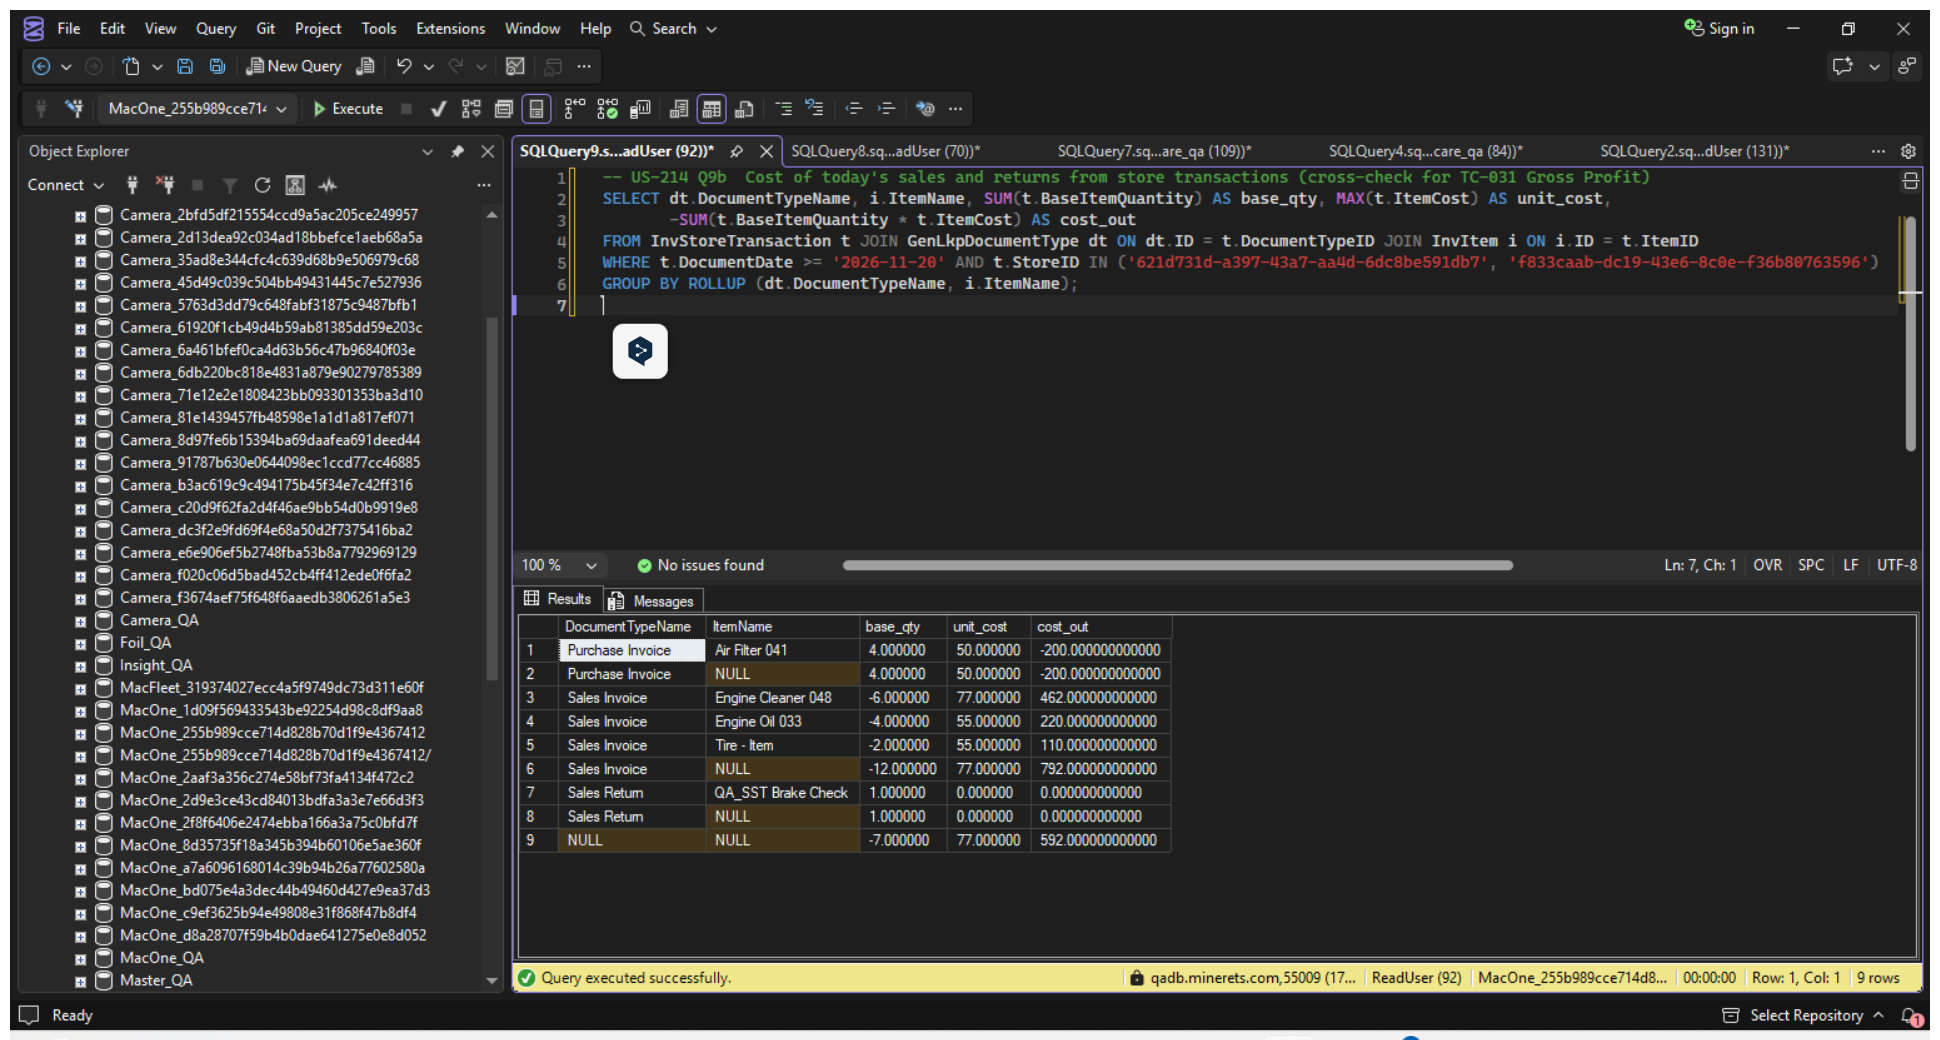 File Edit View Query Git Project Tools Extensions Window Help Search Sign in
New Query
MacOne_255b989cce714 Execute
Object Explorer
Connect
Camera_2bfd5df215554ccd9a5ac205ce249957
Camera_2d13dea92c034ad18bbefce1aeb68a5a
Camera_35ad8e344cfc4c639d68b9e506979c68
Camera_45d49c039c504bb49431445c7e527936
Camera_5763d3dd79c648fabf31875c9487bfb1
Camera_61920f1cb49d4b59ab81385dd59e203c
Camera_6a461bfef0ca4d63b56c47b96840f03e
Camera_6db220bc818e4831a879e90279785389
Camera_71e12e2e1808423bb093301353ba3d10
Camera_81e1439457fb48598e1a1d1a817ef071
Camera_8d97fe6b15394ba69daafea691deed44
Camera_91787b630e0644098ec1ccd77cc46885
Camera_b3ac619c9c494175b45f34e7c42ff316
Camera_c20d9f62fa2d4f46ae9bb54d0b9919e8
Camera_dc3f2e9fd69f4e68a50d2f7375416ba2
Camera_e6e906ef5b2748fba53b8a7792969129
Camera_f020c06d5bad452cb4ff412ede0f6fa2
Camera_f3674aef75f648f6aaedb3806261a5e3
Camera_QA
Foil_QA
Insight_QA
MacFleet_319374027ecc4a5f9749dc73d311e60f
MacOne_1d09f569433543be92254d98c8df9aa8
MacOne_255b989cce714d828b70d1f9e4367412
MacOne_255b989cce714d828b70d1f9e4367412/
MacOne_2aaf3a356c274e58bf73fa4134f472c2
MacOne_2d9e3ce43cd84013bdfa3a3e7e66d3f3
MacOne_2f8f6406e2474ebba166a3a75c0bfd7f
MacOne_8d35735f18a345b394b60106e5ae360f
MacOne_a7a6096168014c39b94b26a77602580a
MacOne_bd075e4a3dec44b49460d427e9ea37d3
MacOne_c9ef3625b94e49808e31f868f47b8df4
MacOne_d8a28707f59b4b0dae641275e0e8d052
MacOne_QA
Master_QA
SQLQuery9.s...adUser (92))* SQLQuery8.sq...adUser (70))* SQLQuery7.sq...are_qa (109))* SQLQuery4.sq...care_qa (84))* SQLQuery2.sq...dUser (131))*
1 -- US-214 Q9b  Cost of today's sales and returns from store transactions (cross-check for TC-031 Gross Profit)
2 SELECT dt.DocumentTypeName, i.ItemName, SUM(t.BaseItemQuantity) AS base_qty, MAX(t.ItemCost) AS unit_cost,
3 -SUM(t.BaseItemQuantity * t.ItemCost) AS cost_out
4 FROM InvStoreTransaction t JOIN GenLkpDocumentType dt ON dt.ID = t.DocumentTypeID JOIN InvItem i ON i.ID = t.ItemID
5 WHERE t.DocumentDate >= '2026-11-20' AND t.StoreID IN ('621d731d-a397-43a7-aa4d-6dc8be591db7', 'f833caab-dc19-43e6-8c0e-f36b80763596')
6 GROUP BY ROLLUP (dt.DocumentTypeName, i.ItemName);
7
100 % No issues found Ln: 7, Ch: 1 OVR SPC LF UTF-8
Results Messages
DocumentTypeName ItemName base_qty unit_cost cost_out
1 Purchase Invoice Air Filter 041 4.000000 50.000000 -200.000000000000
2 Purchase Invoice NULL 4.000000 50.000000 -200.000000000000
3 Sales Invoice Engine Cleaner 048 -6.000000 77.000000 462.000000000000
4 Sales Invoice Engine Oil 033 -4.000000 55.000000 220.000000000000
5 Sales Invoice Tire - Item -2.000000 55.000000 110.000000000000
6 Sales Invoice NULL -12.000000 77.000000 792.000000000000
7 Sales Return QA_SST Brake Check 1.000000 0.000000 0.000000000000
8 Sales Return NULL 1.000000 0.000000 0.000000000000
9 NULL NULL -7.000000 77.000000 592.000000000000
Query executed successfully. qadb.minerets.com,55009 (17... ReadUser (92) MacOne_255b989cce714d8... 00:00:00 Row: 1, Col: 1 9 rows
Ready Select Repository 1